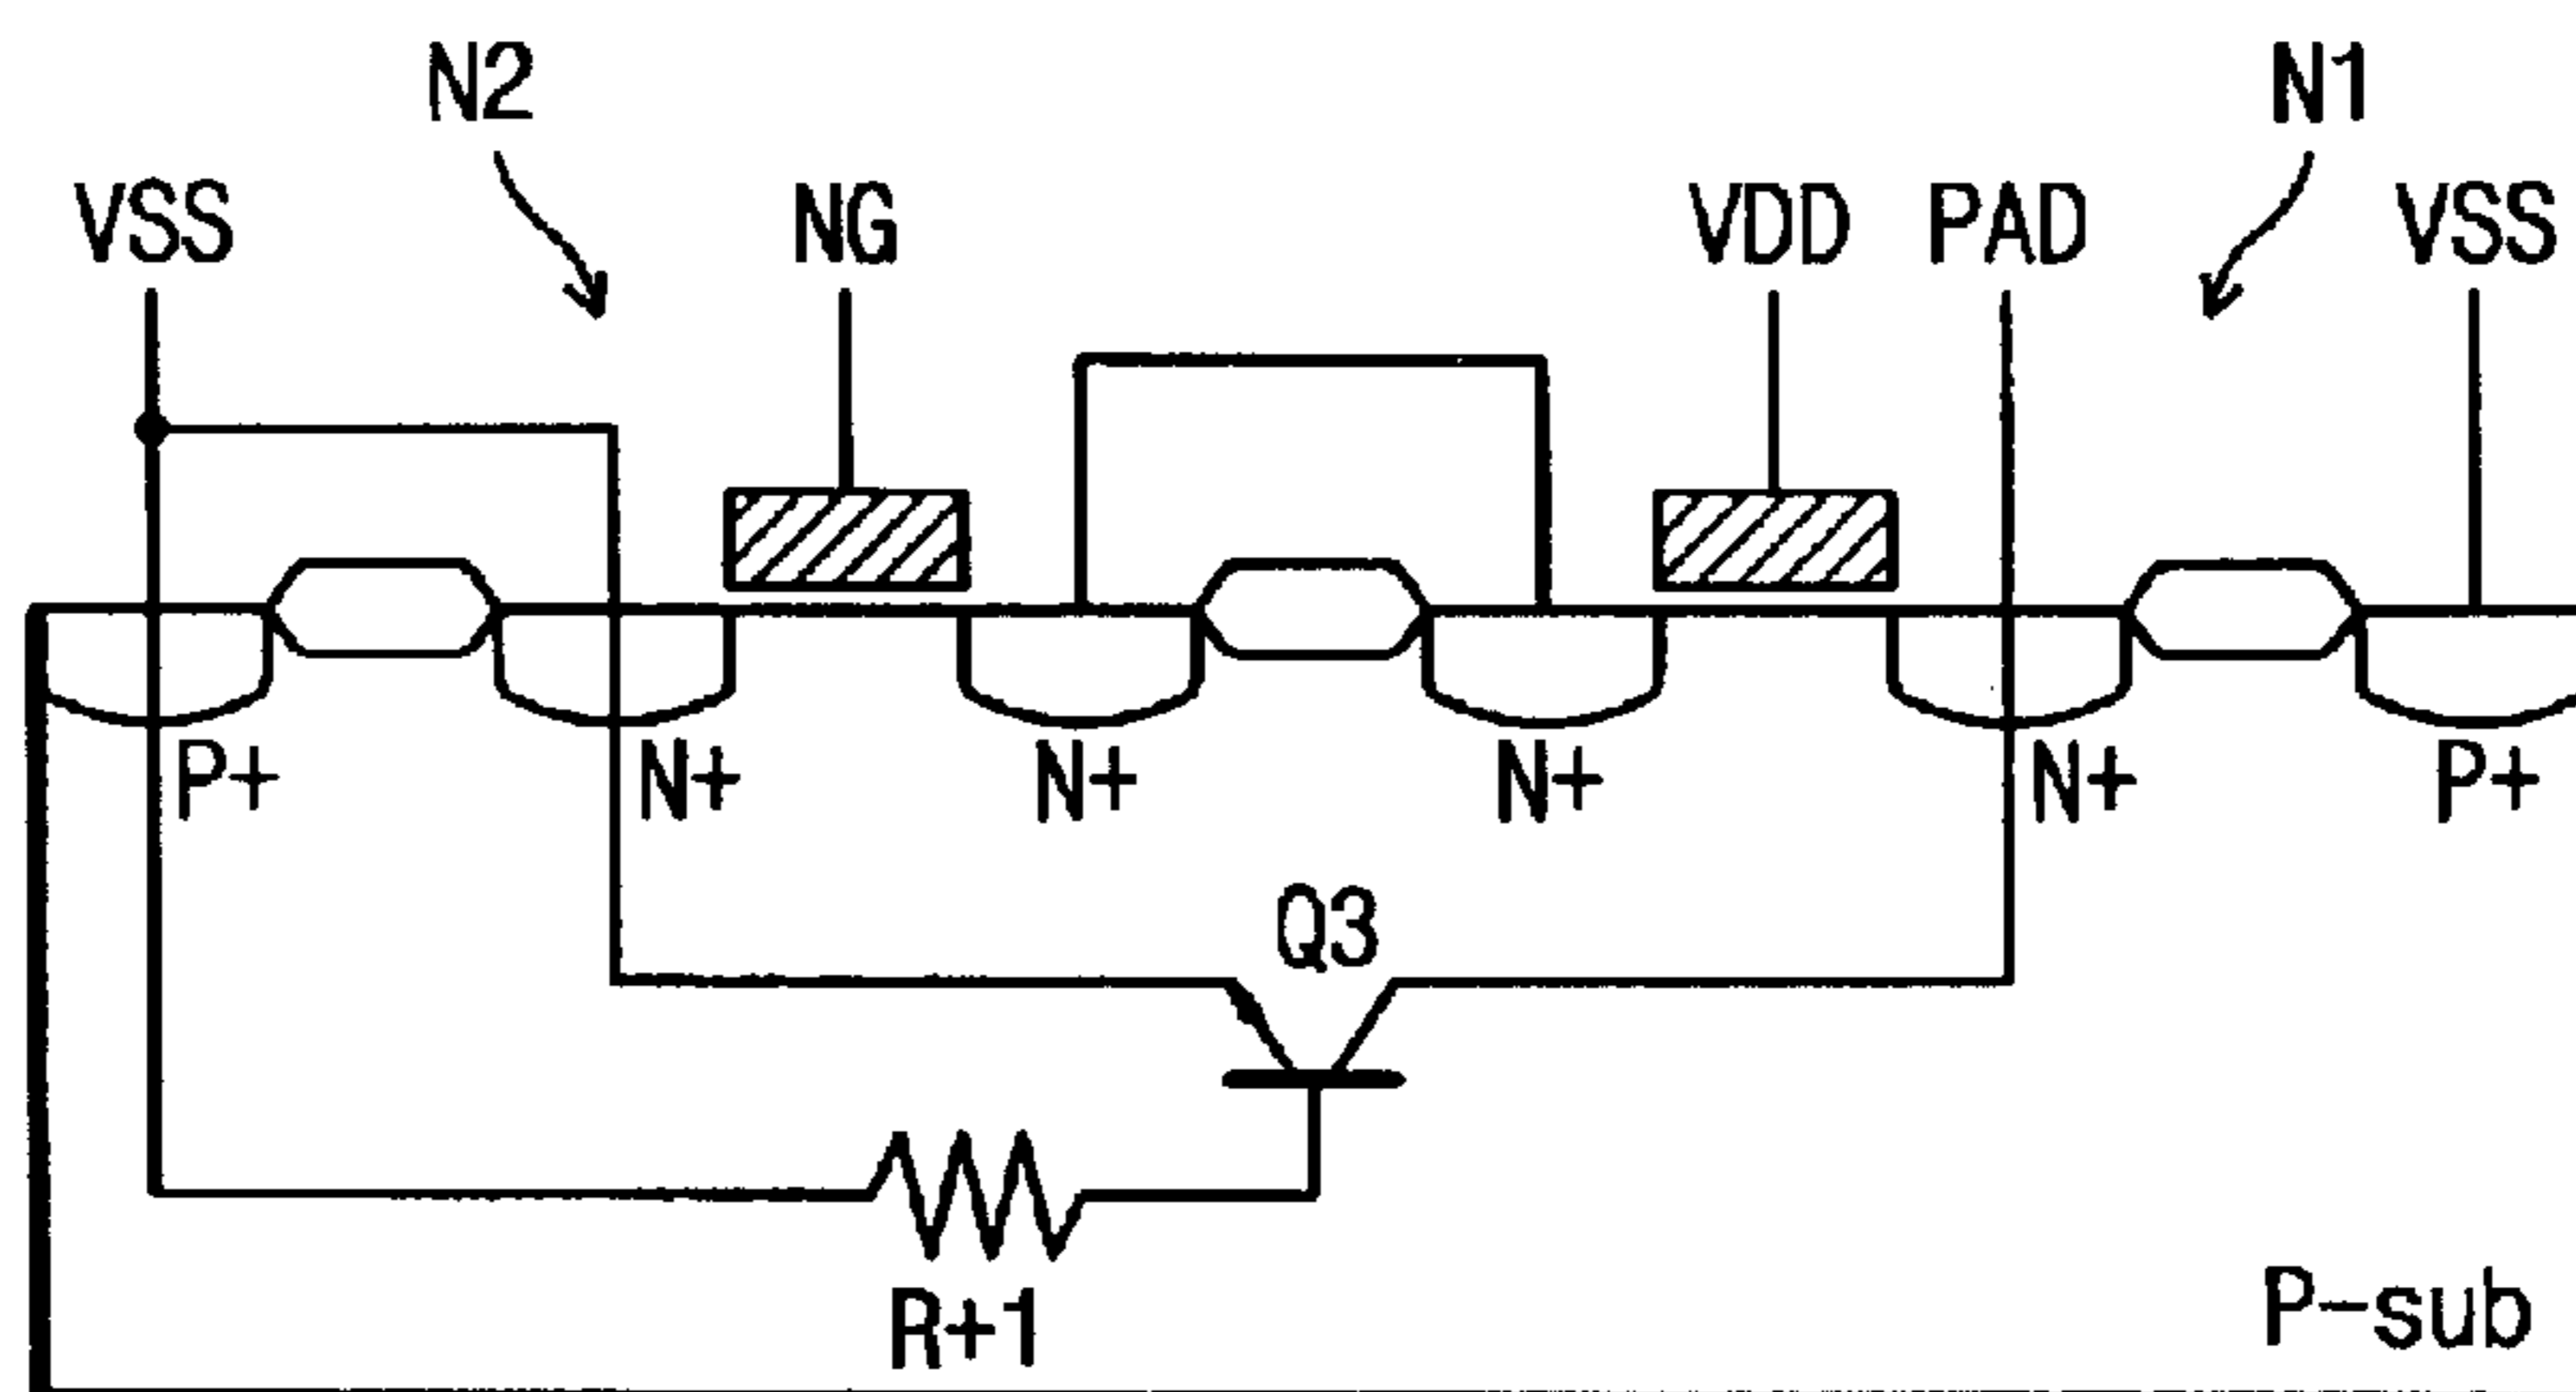 N2 N1
VSS NG VDD PAD VSS
P+ N+ N+ N+ N+ P+
Q3
R+1
P-sub